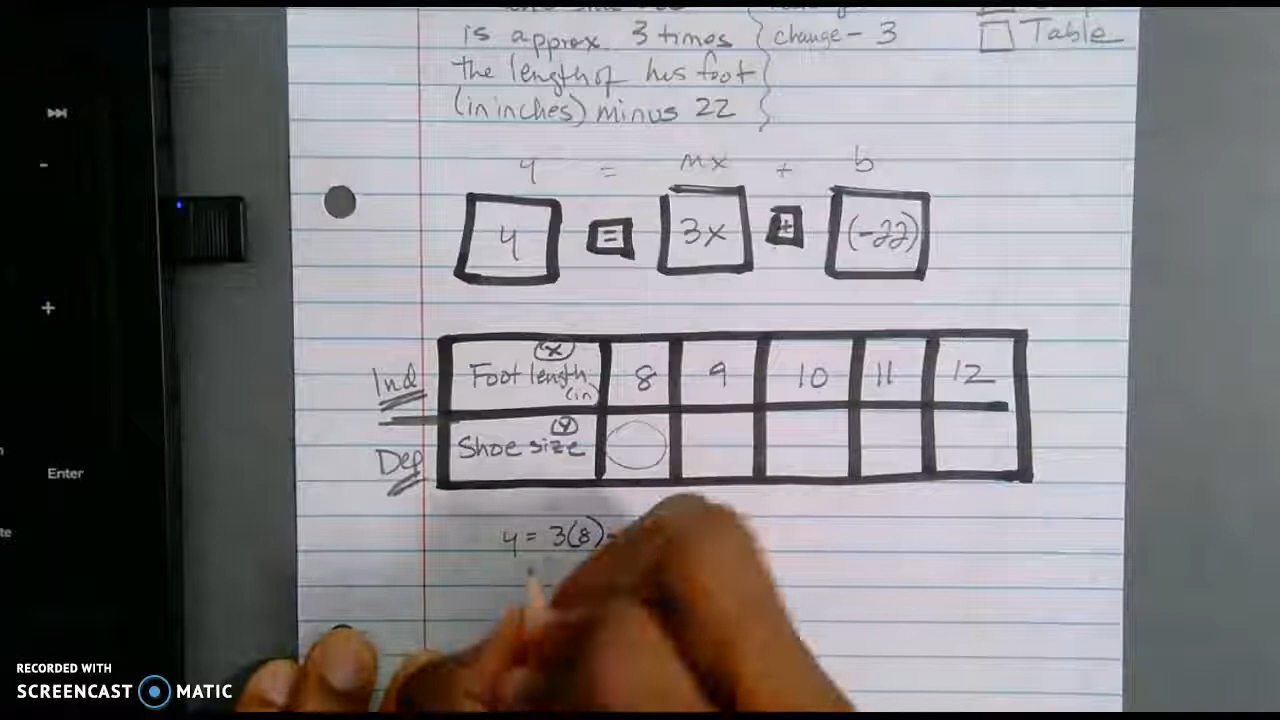 is approx. 3 times change - 3 Table
the length of his foot
(in inches) minus 22
y = mx + b
y = 3x + (-22)
Ind Foot length (in) x 8 9 10 11 12
Dep Shoe size y
y = 3(8)-
Enter
RECORDED WITH
SCREENCAST MATIC